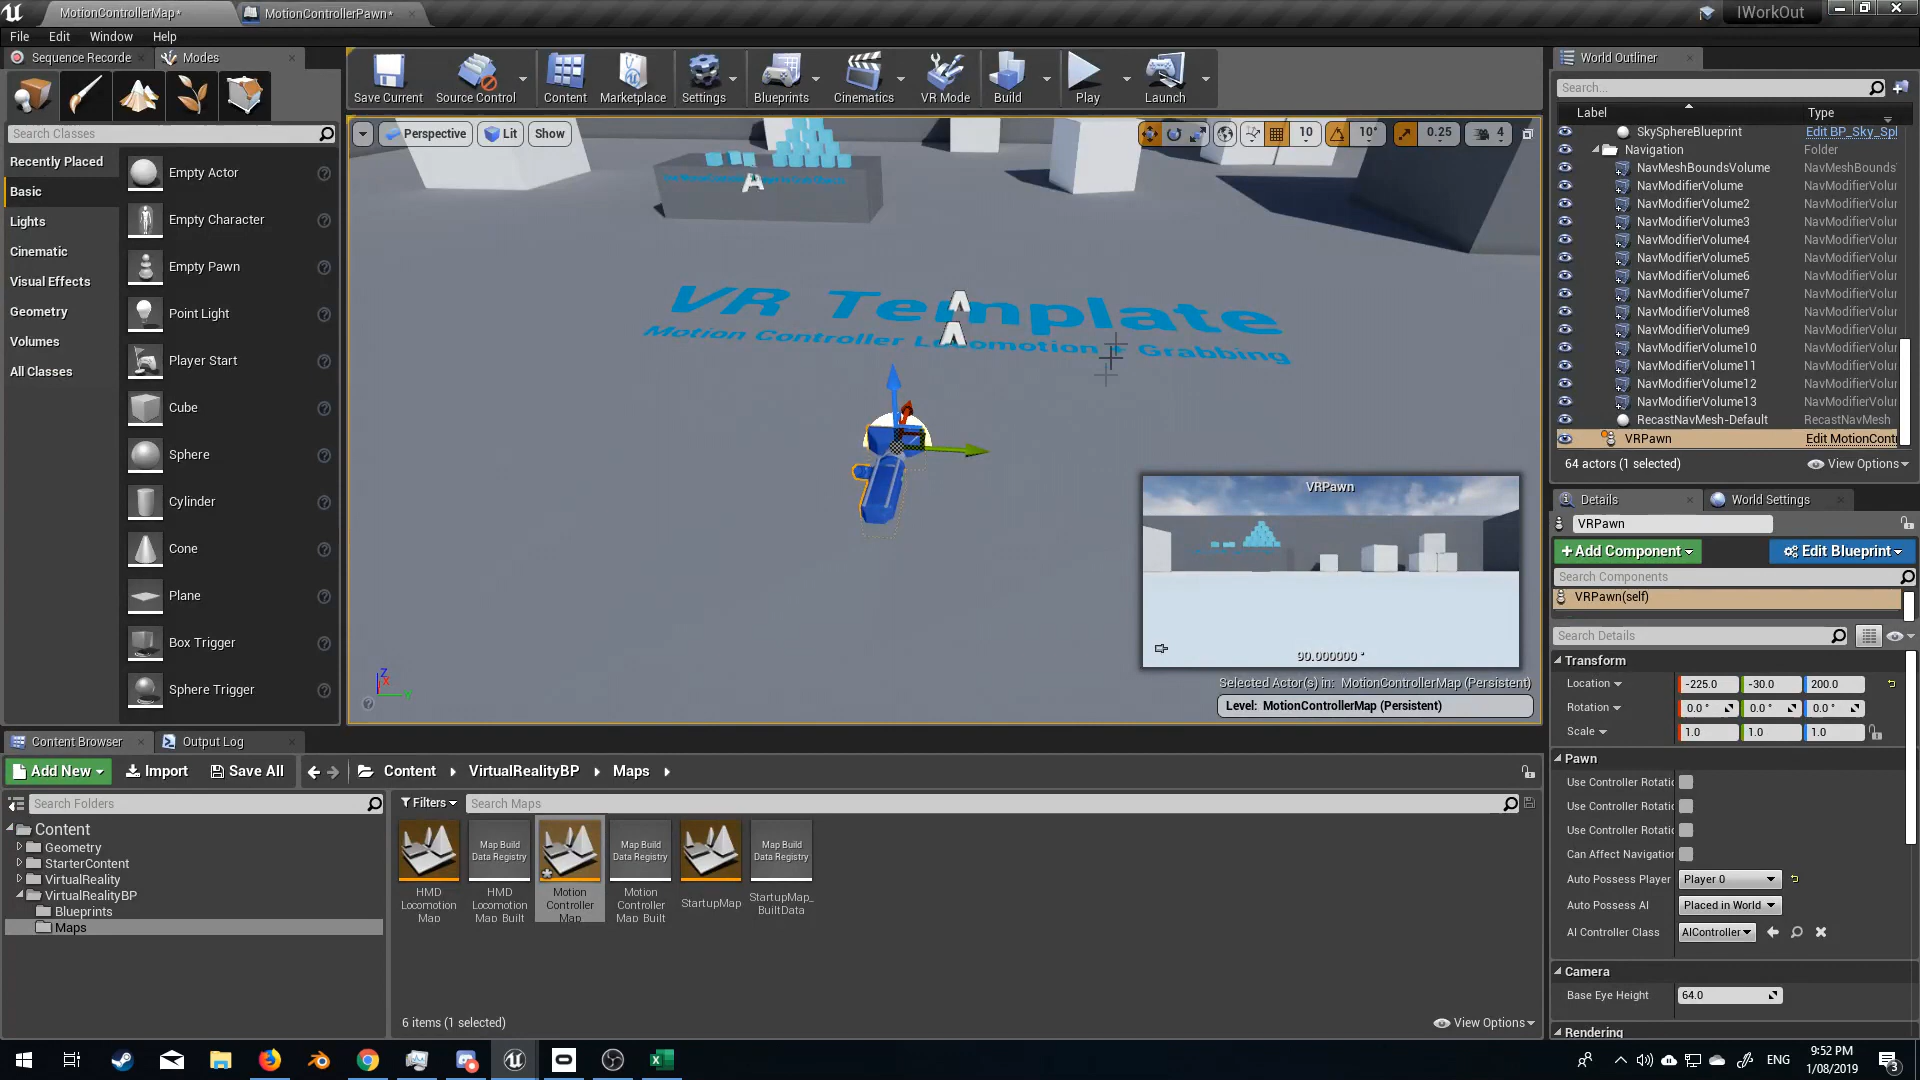 MotionControllerMap*
MotionControllerPawn*
IWorkOut
File Edit Window Help
Sequence Recorde
Modes
Search Classes
Recently Placed
Basic
Lights
Cinematic
Visual Effects
Geometry
Volumes
All Classes
Empty Actor
Empty Character
Empty Pawn
Point Light
Player Start
Cube
Sphere
Cylinder
Cone
Plane
Box Trigger
Sphere Trigger
Save Current
Source Control
Content
Marketplace
Settings
Blueprints
Cinematics
VR Mode
Build
Play
Launch
Perspective
Lit
Show
10
10°
0.25
4
VR Template
Motion Controller Locomotion + Grabbing
VRPawn
90.000000 °
Selected Actor(s) in: MotionControllerMap (Persistent)
Level: MotionControllerMap (Persistent)
Z
X
Y
World Outliner
Search...
Label Type
SkySphereBlueprint Edit BP_Sky_Spl
Navigation Folder
NavMeshBoundsVolume NavMeshBounds
NavModifierVolume NavModifierVolur
NavModifierVolume2 NavModifierVolur
NavModifierVolume3 NavModifierVolur
NavModifierVolume4 NavModifierVolur
NavModifierVolume5 NavModifierVolur
NavModifierVolume6 NavModifierVolur
NavModifierVolume7 NavModifierVolur
NavModifierVolume8 NavModifierVolur
NavModifierVolume9 NavModifierVolur
NavModifierVolume10 NavModifierVolur
NavModifierVolume11 NavModifierVolur
NavModifierVolume12 NavModifierVolur
NavModifierVolume13 NavModifierVolur
RecastNavMesh-Default RecastNavMesh
VRPawn Edit MotionContr
64 actors (1 selected)
View Options
Details
World Settings
VRPawn
+Add Component
Edit Blueprint
Search Components
VRPawn(self)
Search Details
Transform
Location -225.0 -30.0 200.0
Rotation 0.0 ° 0.0 ° 0.0 °
Scale 1.0 1.0 1.0
Pawn
Use Controller Rotatic
Use Controller Rotatic
Use Controller Rotatic
Can Affect Navigation
Auto Possess Player Player 0
Auto Possess AI Placed in World
AI Controller Class AIController
Camera
Base Eye Height 64.0
Rendering
Content Browser
Output Log
Add New
Import
Save All
Content
VirtualRealityBP
Maps
Search Folders
Filters
Search Maps
Content
Geometry
StarterContent
VirtualReality
VirtualRealityBP
Blueprints
Maps
HMD Locomotion Map
Map Build Data Registry
HMD Locomotion Map_Built
Motion Controller Map
Map Build Data Registry
Motion Controller Map_Built
StartupMap
Map Build Data Registry
StartupMap_BuiltData
6 items (1 selected)
View Options
ENG
9:52 PM
1/08/2019
3